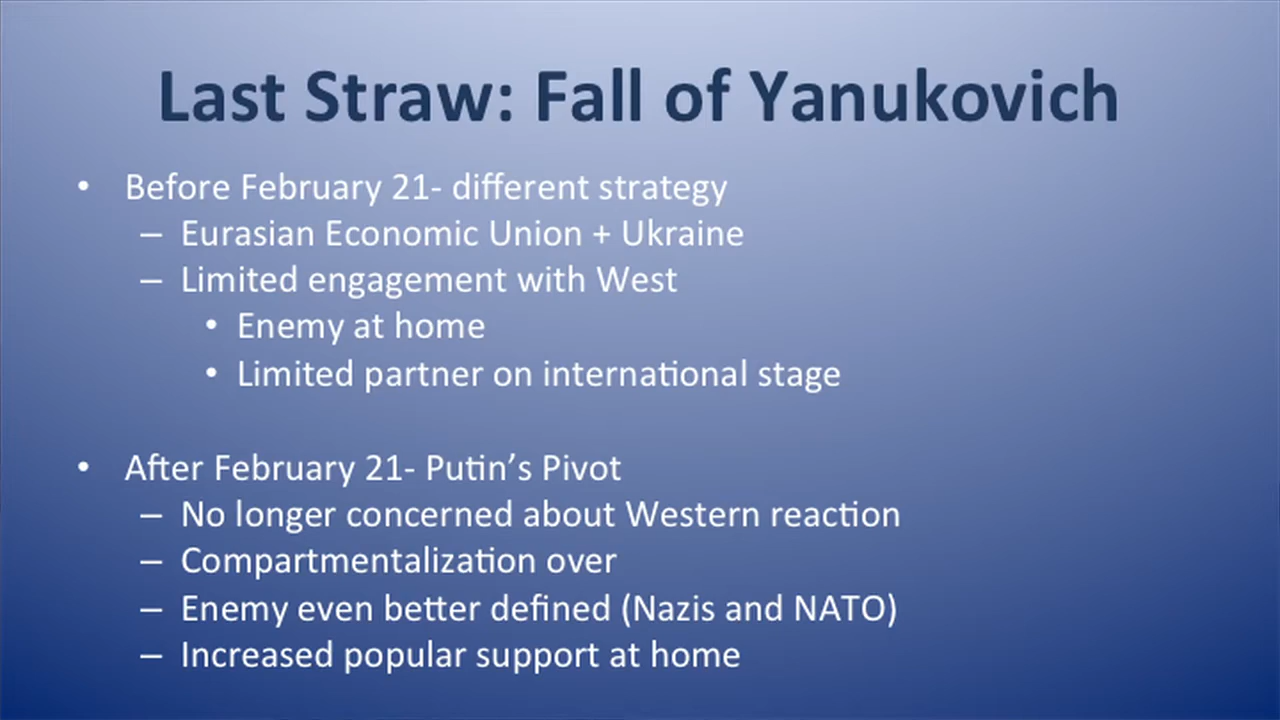 Last Straw: Fall of Yanukovich
• Before February 21- different strategy
– Eurasian Economic Union + Ukraine
– Limited engagement with West
• Enemy at home
• Limited partner on international stage
• After February 21- Putin’s Pivot
– No longer concerned about Western reaction
– Compartmentalization over
– Enemy even better defined (Nazis and NATO)
– Increased popular support at home